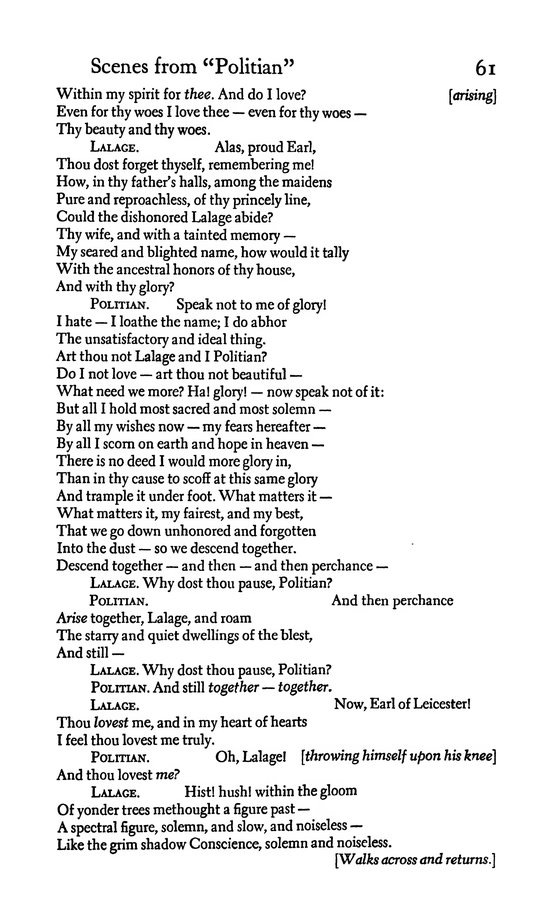 Scenes from “Politian” 61
Within my spirit for thee. And do I love? [arising]
Even for thy woes I love thee — even for thy woes —
Thy beauty and thy woes.
LALAGE. Alas, proud Earl,
Thou dost forget thyself, remembering me!
How, in thy father's halls, among the maidens
Pure and reproachless, of thy princely line,
Could the dishonored Lalage abide?
Thy wife, and with a tainted memory —
My seared and blighted name, how would it tally
With the ancestral honors of thy house,
And with thy glory?
POLITIAN. Speak not to me of glory!
I hate — I loathe the name; I do abhor
The unsatisfactory and ideal thing.
Art thou not Lalage and I Politian?
Do I not love — art thou not beautiful —
What need we more? Ha! glory! — now speak not of it:
But all I hold most sacred and most solemn —
By all my wishes now — my fears hereafter —
By all I scorn on earth and hope in heaven —
There is no deed I would more glory in,
Than in thy cause to scoff at this same glory
And trample it under foot. What matters it —
What matters it, my fairest, and my best,
That we go down unhonored and forgotten
Into the dust — so we descend together.
Descend together — and then — and then perchance —
LALAGE. Why dost thou pause, Politian?
POLITIAN. And then perchance
Arise together, Lalage, and roam
The starry and quiet dwellings of the blest,
And still —
LALAGE. Why dost thou pause, Politian?
POLITIAN. And still together — together.
LALAGE. Now, Earl of Leicester!
Thou lovest me, and in my heart of hearts
I feel thou lovest me truly.
POLITIAN. Oh, Lalage! [throwing himself upon his knee]
And thou lovest me?
LALAGE. Hist! hush! within the gloom
Of yonder trees methought a figure past —
A spectral figure, solemn, and slow, and noiseless —
Like the grim shadow Conscience, solemn and noiseless.
[Walks across and returns.]